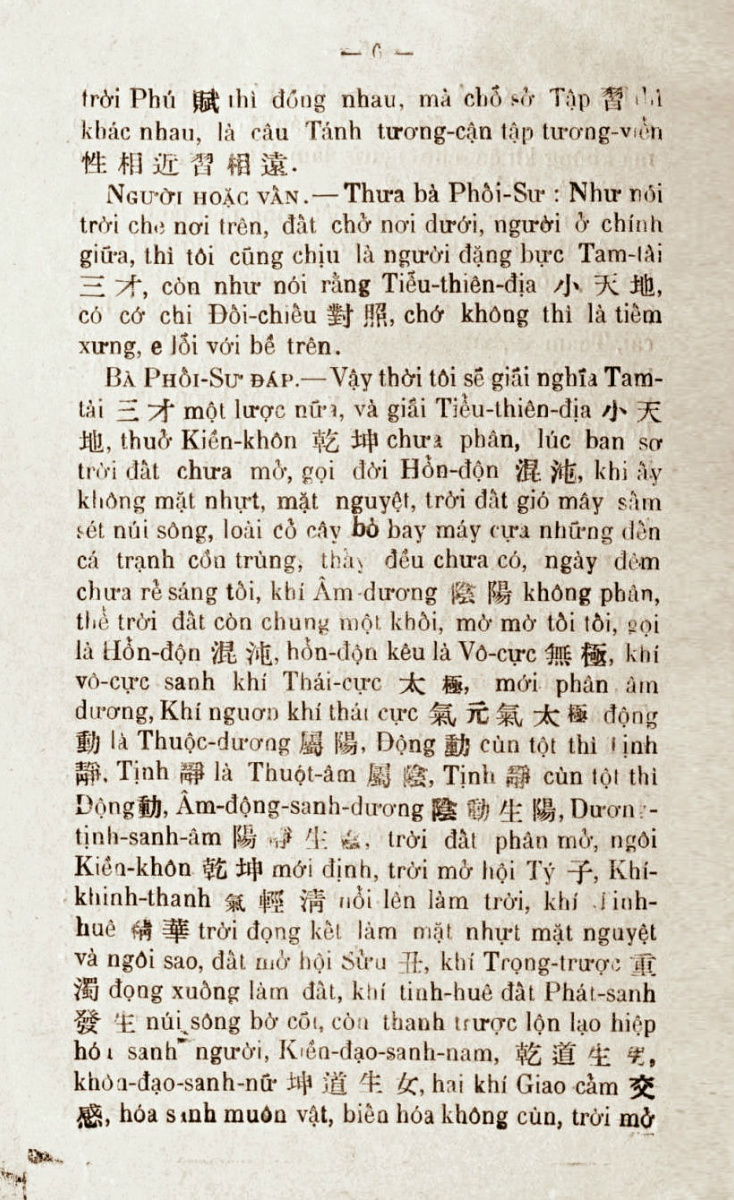 — 6 —
trời Phú 賦 thì đồng nhau, mà chổ sở Tập 習 thì
khác nhau, là câu Tánh tương-cận tập tương-viễn
性 相 近 習 相 遠.
NGƯỜI HOẶC VẤN.— Thưa bà Phối-Sư : Như nói
trời che nơi trên, đất chở nơi dưới, người ở chính
giữa, thì tôi cũng chịu là người đặng bực Tam-tài
三 才, còn như nói rằng Tiểu-thiên-địa 小 天 地,
có cớ chi Đối-chiếu 對 照, chớ không thì là tiếm
xưng, e lỗi với bề trên.
BÀ PHỐI-SƯ ĐÁP.—Vậy thời tôi sẽ giải nghĩa Tam-
tài 三 才 một lược nữa, và giải Tiểu-thiên-địa 小 天
地, thuở Kiền-khôn 乾 坤 chưa phân, lúc ban sơ
trời đất chưa mở, gọi đời Hổn-độn 混 沌, khi ấy
không mặt nhựt, mặt nguyệt, trời đất gió mây sấm
sét núi sông, loài cỏ cây bò bay máy cựa những đến
cá trạnh côn trùng, thảy đều chưa có, ngày đêm
chưa rẻ sáng tối, khí Âm-dương 陰 陽 không phân,
thể trời đất còn chung một khối, mờ mờ tối tối, gọi
là Hổn-độn 混 沌, hổn-độn kêu là Vô-cực 無 極, khí
vô-cực sanh khí Thái-cực 太 極, mới phân âm
dương, Khí nguơn khí thái cực 氣 元 氣 太 極 động
動 là Thuộc-dương 屬 陽, Động 動 cùn tột thì Tịnh
靜, Tịnh 靜 là Thuột-âm 屬 陰, Tịnh 靜 cùn tột thì
Động動, Âm-động-sanh-dương 陰 動 生 陽, Dương-
tịnh-sanh-âm 陽 靜 生 陰, trời đất phân mở, ngôi
Kiền-khôn 乾 坤 mới định, trời mở hội Tý 子, Khí-
khinh-thanh 氣 輕 清 nổi lên làm trời, khí Tinh-
huê 精 華 trời đọng kết làm mặt nhựt mặt nguyệt
và ngôi sao, đất mở hội Sửu 丑, khí Trọng-trược 重
濁 đọng xuống làm đất, khí tinh-huê đất Phát-sanh
發 生 núi sông bờ cỏi, còn thanh trược lộn lạo hiệp
hóa sanh người, Kiền-đạo-sanh-nam, 乾 道 生 男,
khôn-đạo-sanh-nữ 坤 道 生 女, hai khí Giao cảm 交
感, hóa sanh muôn vật, biến hóa không cùn, trời mở